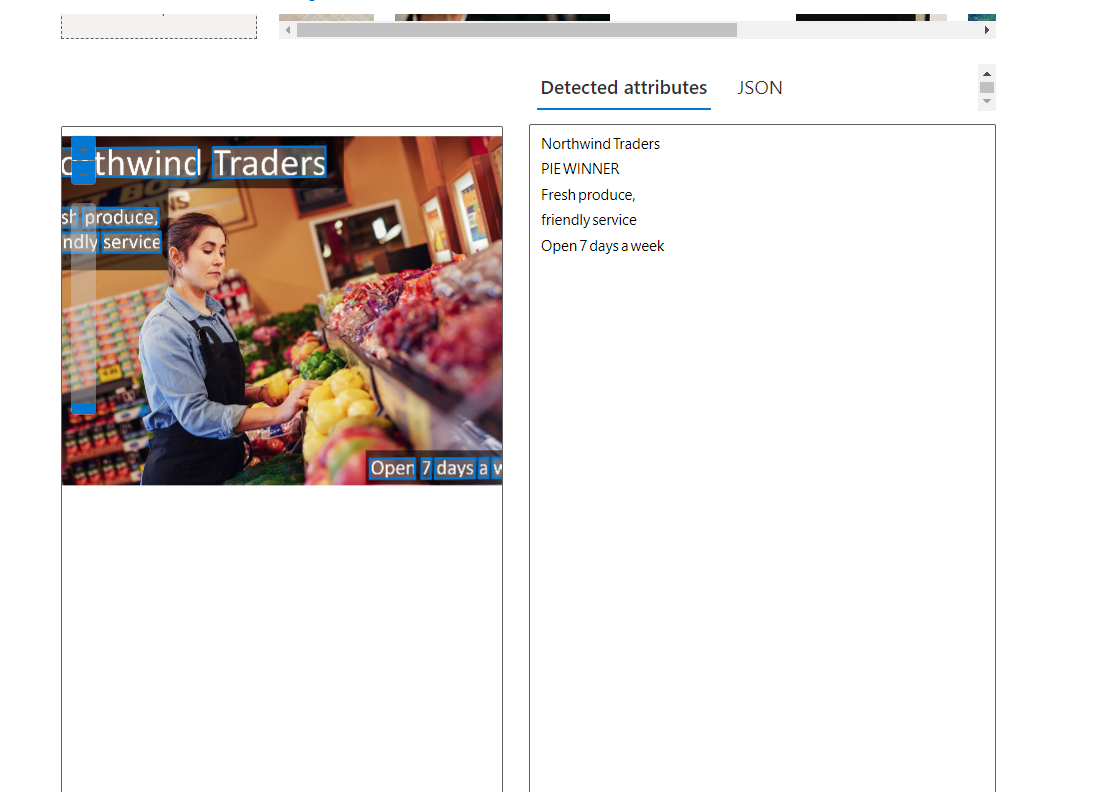 Detected attributes JSON
orthwind Traders
sh produce,
ndly service
Open 7 days a w
Northwind Traders
PIE WINNER
Fresh produce,
friendly service
Open 7 days a week